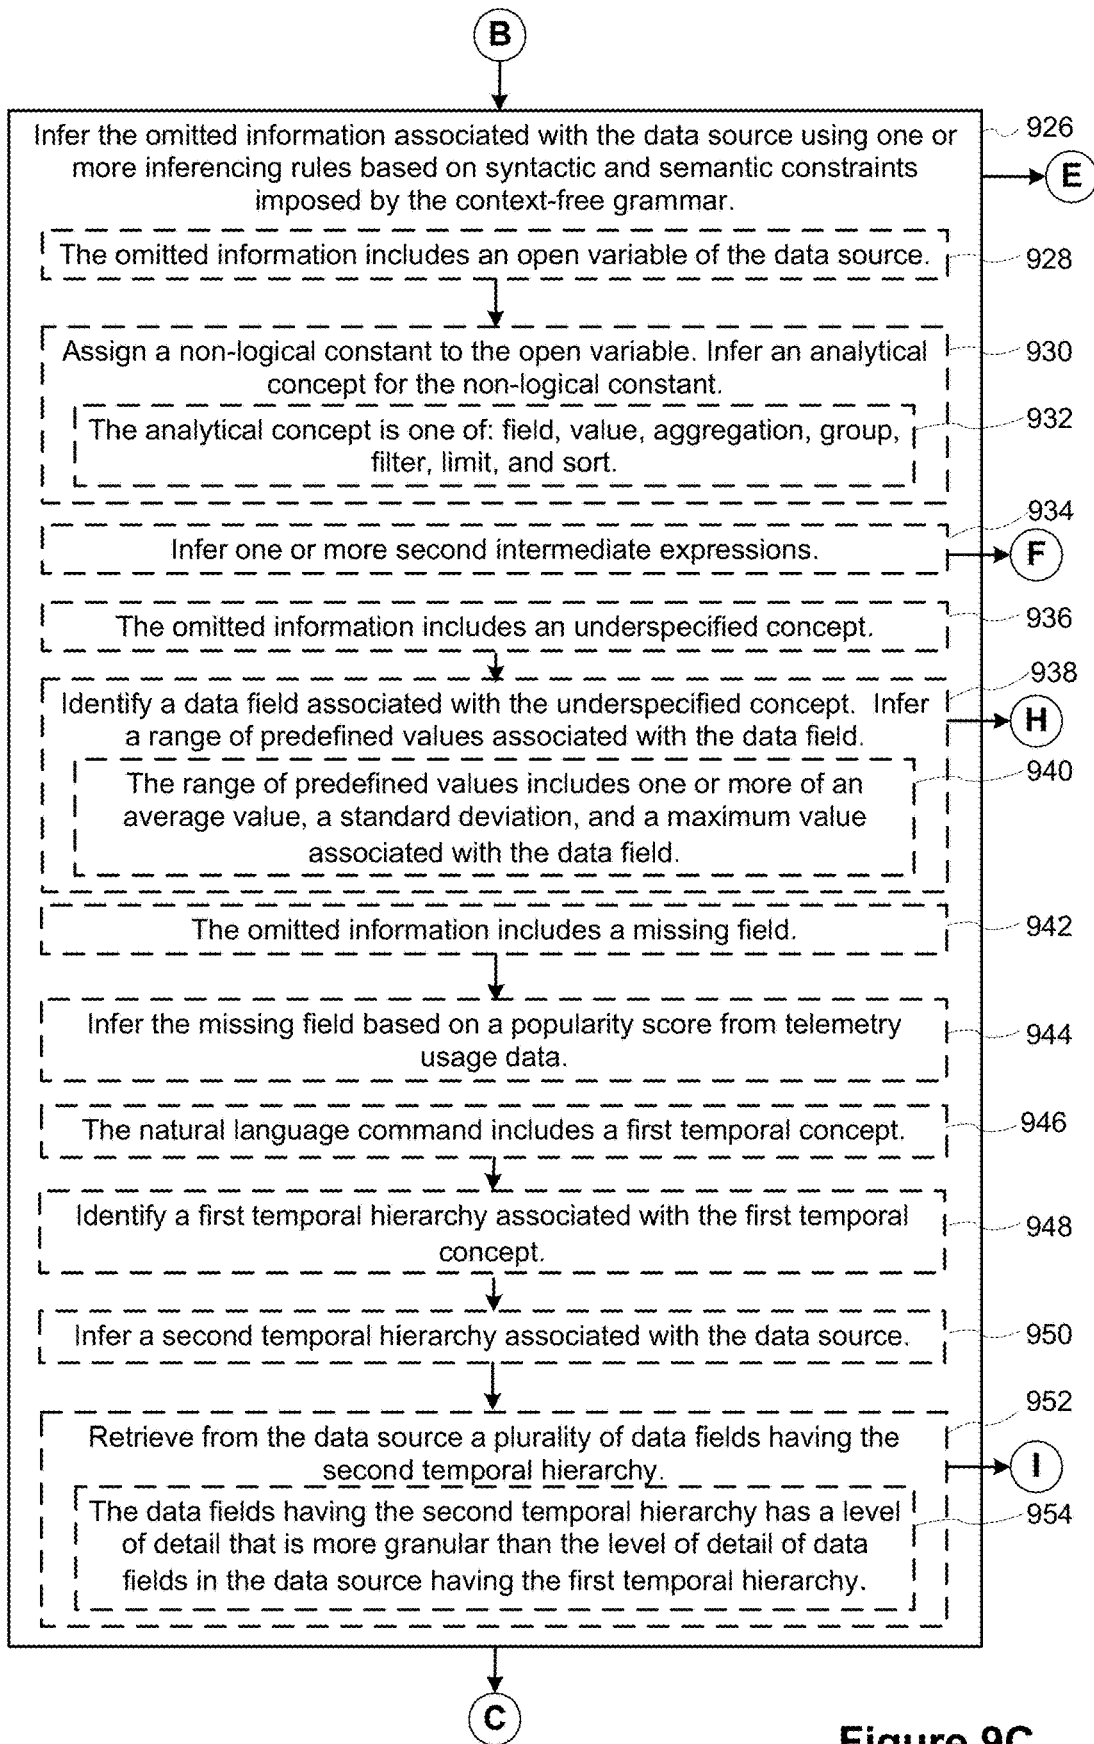 B
Infer the omitted information associated with the data source using one or
more inferencing rules based on syntactic and semantic constraints
imposed by the context-free grammar.
926
E
The omitted information includes an open variable of the data source.
928
Assign a non-logical constant to the open variable. Infer an analytical
concept for the non-logical constant.
930
The analytical concept is one of: field, value, aggregation, group,
filter, limit, and sort.
932
934
Infer one or more second intermediate expressions.
F
The omitted information includes an underspecified concept.
936
938
Identify a data field associated with the underspecified concept.  Infer
a range of predefined values associated with the data field.
H
The range of predefined values includes one or more of an
average value, a standard deviation, and a maximum value
associated with the data field.
940
The omitted information includes a missing field.
942
Infer the missing field based on a popularity score from telemetry
usage data.
944
The natural language command includes a first temporal concept.
946
Identify a first temporal hierarchy associated with the first temporal
concept.
948
Infer a second temporal hierarchy associated with the data source.
950
952
Retrieve from the data source a plurality of data fields having the
second temporal hierarchy.
I
The data fields having the second temporal hierarchy has a level
of detail that is more granular than the level of detail of data
fields in the data source having the first temporal hierarchy.
954
C
Figure 9C